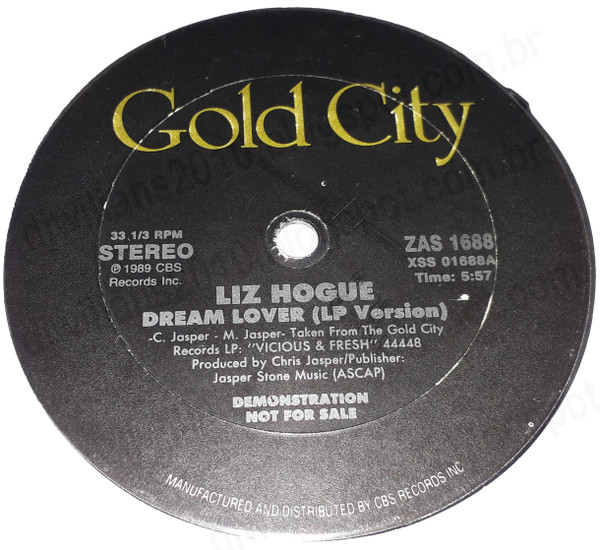 Gold City
33 1/3 RPM
STEREO
℗ 1989 CBS
Records Inc.
ZAS 1688
XSS 01688A
Time: 5:57
LIZ HOGUE
DREAM LOVER (LP Version)
-C. Jasper - M. Jasper- Taken From The Gold City
Records LP: "VICIOUS & FRESH" 44448
Produced by Chris Jasper/Publisher:
Jasper Stone Music (ASCAP)
DEMONSTRATION
NOT FOR SALE
MANUFACTURED AND DISTRIBUTED BY CBS RECORDS INC